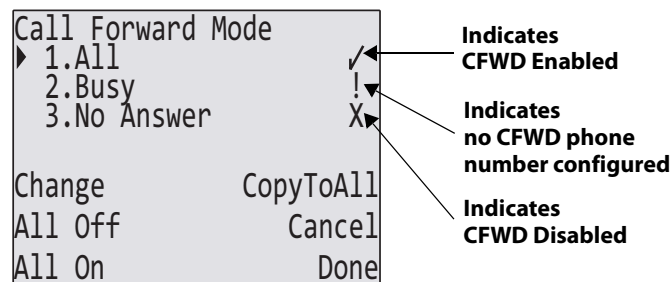 Call Forward Mode
1.All ✓
2.Busy !
3.No Answer X
Change CopyToAll
All Off Cancel
All On Done
Indicates
CFWD Enabled
Indicates
no CFWD phone
number configured
Indicates
CFWD Disabled